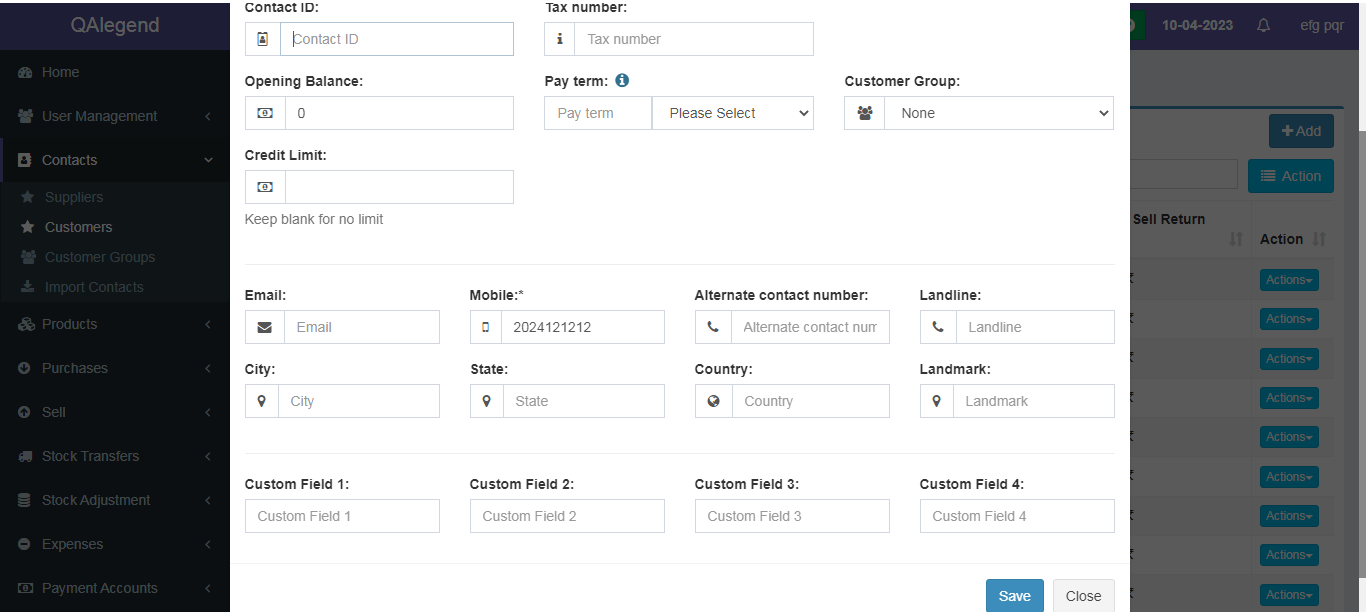 QAlegend
10-04-2023
efg pqr
Home
User Management
Contacts
Suppliers
Customers
Customer Groups
Import Contacts
Products
Purchases
Sell
Stock Transfers
Stock Adjustment
Expenses
Payment Accounts
Contact ID:
Tax number:
Contact ID
Tax number
Opening Balance:
Pay term:
Customer Group:
0
Pay term
Please Select
None
Credit Limit:
Keep blank for no limit
Email:
Mobile:*
Alternate contact number:
Landline:
Email
2024121212
Alternate contact num
Landline
City:
State:
Country:
Landmark:
City
State
Country
Landmark
Custom Field 1:
Custom Field 2:
Custom Field 3:
Custom Field 4:
Custom Field 1
Custom Field 2
Custom Field 3
Custom Field 4
Save
Close
Add
Action
Sell Return
Action
Actions
Actions
Actions
Actions
Actions
Actions
Actions
Actions
Actions